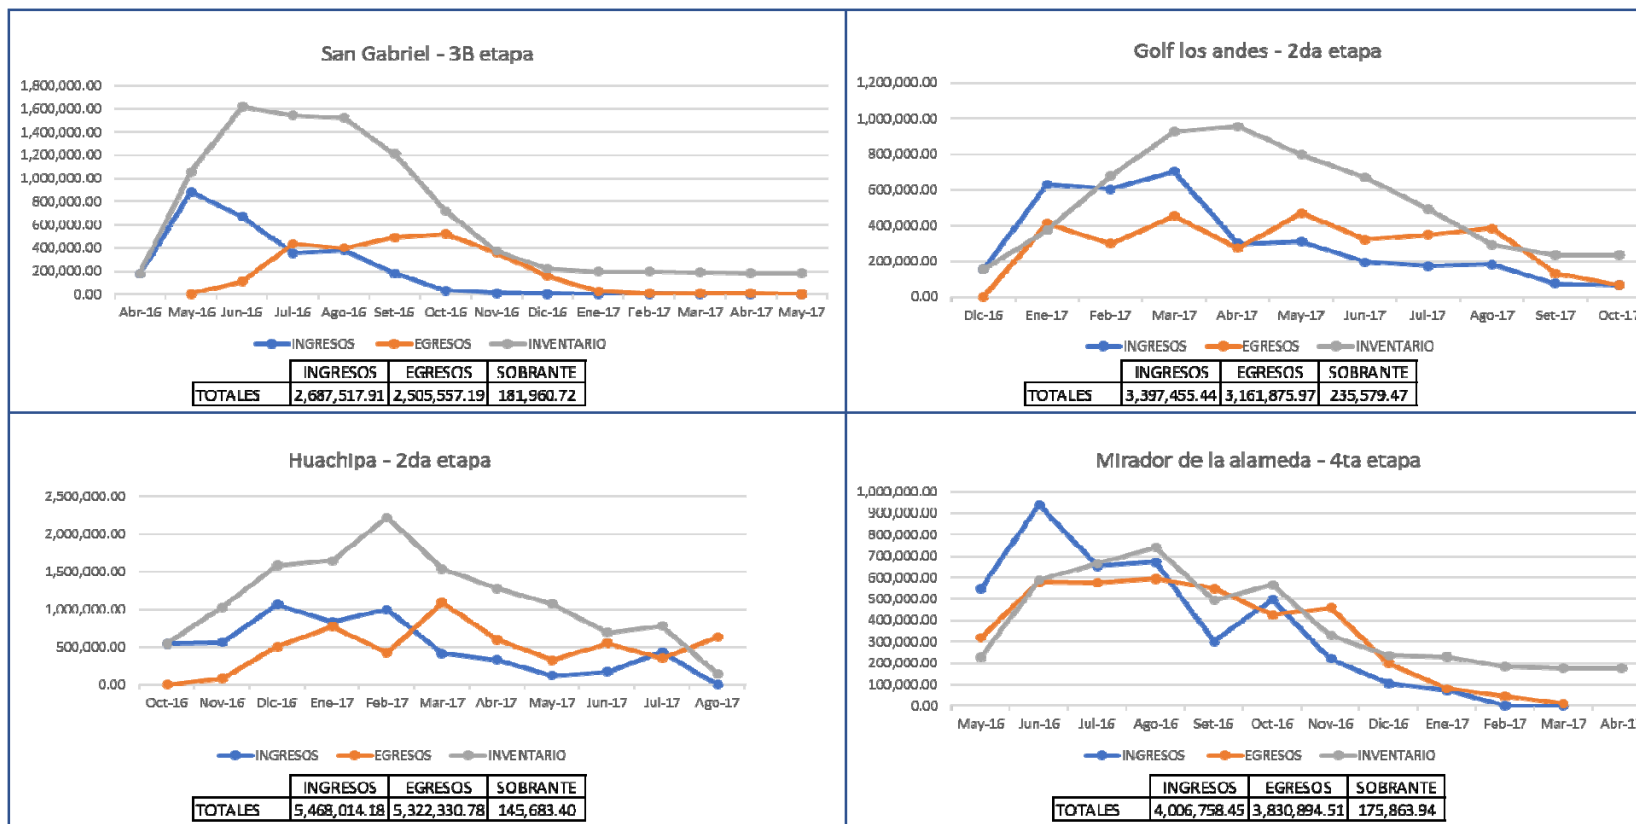 San Gabriel - 3B etapa
1,800,000.00
1,600,000.00
1,400,000.00
1,200,000.00
1,000,000.00
800,000.00
600,000.00
400,000.00
200,000.00
0.00
Abr-16 May-16 Jun-16 Jul-16 Ago-16 Set-16 Oct-16 Nov-16 Dic-16 Ene-17 Feb-17 Mar-17 Abr-17 May-17
INGRESOS EGRESOS INVENTARIO
INGRESOS EGRESOS SOBRANTE
TOTALES 2,687,517.91 2,505,557.19 181,960.72
Golf los andes - 2da etapa
1,200,000.00
1,000,000.00
800,000.00
600,000.00
400,000.00
200,000.00
0.00
Dic-16 Ene-17 Feb-17 Mar-17 Abr-17 May-17 Jun-17 Jul-17 Ago-17 Set-17 Oct-17
INGRESOS EGRESOS INVENTARIO
INGRESOS EGRESOS SOBRANTE
TOTALES 3,397,455.44 3,161,875.97 235,579.47
Huachipa - 2da etapa
2,500,000.00
2,000,000.00
1,500,000.00
1,000,000.00
500,000.00
0.00
Oct-16 Nov-16 Dic-16 Ene-17 Feb-17 Mar-17 Abr-17 May-17 Jun-17 Jul-17 Ago-17
INGRESOS EGRESOS INVENTARIO
INGRESOS EGRESOS SOBRANTE
TOTALES 5,468,014.18 5,322,330.78 145,683.40
Mirador de la alameda - 4ta etapa
1,000,000.00
900,000.00
800,000.00
700,000.00
600,000.00
500,000.00
400,000.00
300,000.00
200,000.00
100,000.00
0.00
May-16 Jun-16 Jul-16 Ago-16 Set-16 Oct-16 Nov-16 Dic-16 Ene-17 Feb-17 Mar-17 Abr-1
INGRESOS EGRESOS INVENTARIO
INGRESOS EGRESOS SOBRANTE
TOTALES 4,006,758.45 3,830,894.51 175,863.94